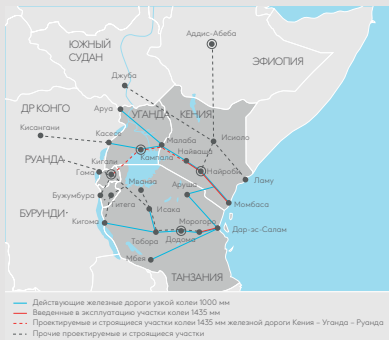 Аддис-Абеба
ЮЖНЫЙ
СУДАН
ЭФИОПИЯ
Джуба
ДР КОНГО
Аруа
УГАНДА
КЕНИЯ
Кисангани
Касесе
Малаба
Исиоло
Кампала
Найваша
РУАНДА
Кигали
Найроби
Гома
Мванза
Аруша
Ламу
Бужумбура
Момбаса
Гитега
БУРУНДИ
Исака
Кигома
Морогоро
Дар-эс-Салам
Тобора
Додома
Мбея
ТАНЗАНИЯ
Действующие железные дороги узкой колеи 1000 мм
Введенные в эксплуатацию участки колеи 1435 мм
Проектируемые и строящиеся участки колеи 1435 мм железной дороги Кения – Уганда – Руанда
Прочие проектируемые и строящиеся участки